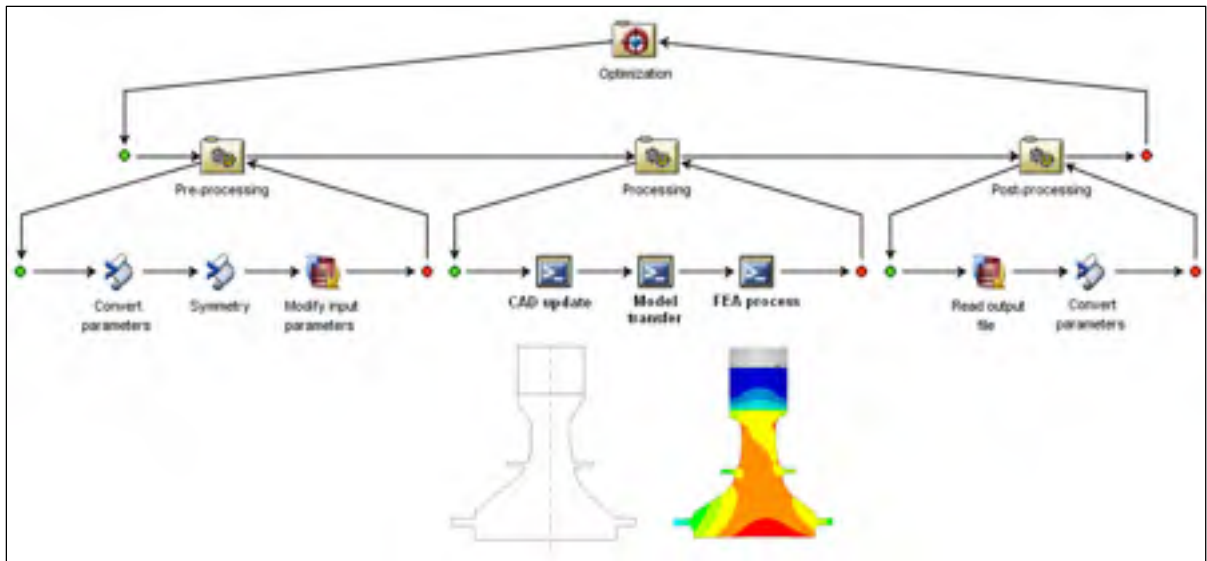 Optimization
Pre-processing
Processing
Post-processing
Convert
parameters
Symmetry
Modify input
parameters
CAD update
Model
transfer
FEA process
Read output
file
Convert
parameters